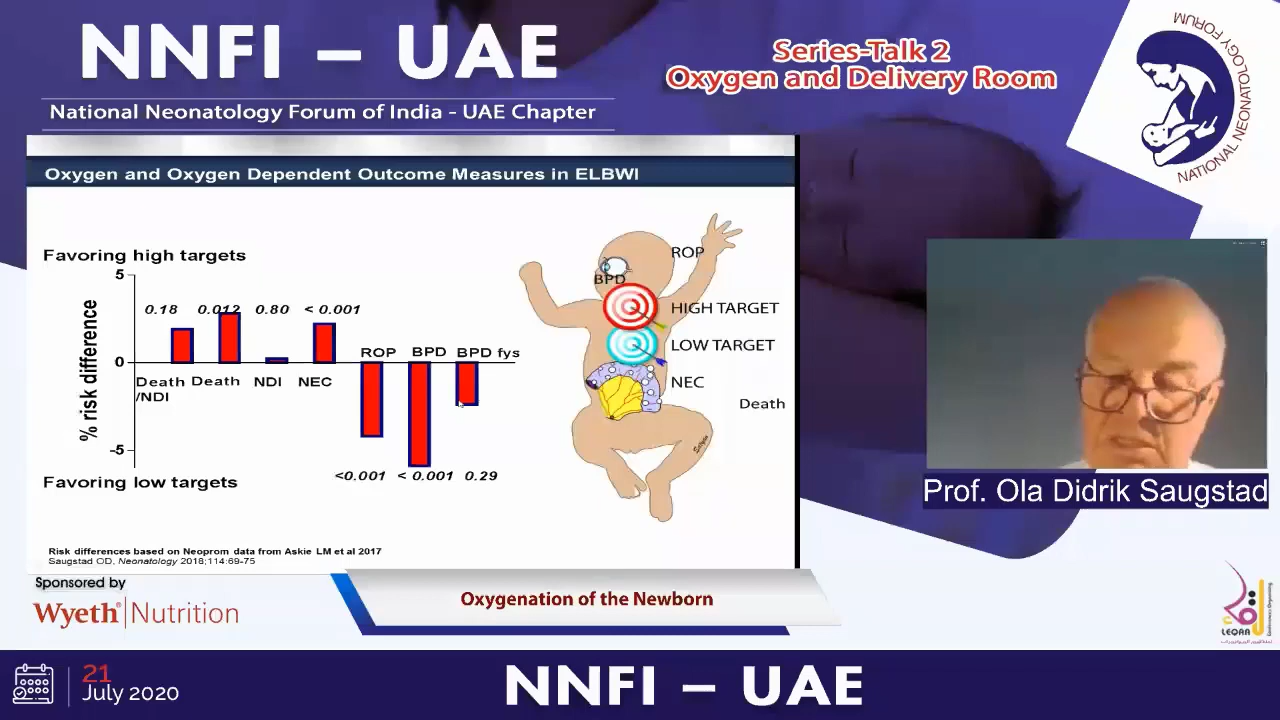 NNFI – UAE
National Neonatology Forum of India - UAE Chapter
Series-Talk 2
Oxygen and Delivery Room
NATIONAL NEONATOLOGY FORUM
Oxygen and Oxygen Dependent Outcome Measures in ELBWI
Favoring high targets
5
0.18 0.012 0.80 < 0.001
% risk difference
0
ROP BPD BPD fys
Death Death NDI NEC
/NDI
-5
<0.001 < 0.001 0.29
Favoring low targets
ROP
BPD
HIGH TARGET
LOW TARGET
NEC
Death
Risk differences based on Neoprom data from Askie LM et al 2017
Saugstad OD, Neonatology 2018;114:69-75
Prof. Ola Didrik Saugstad
Sponsored by
Wyeth® Nutrition
Oxygenation of the Newborn
LEQAA
21
July 2020
NNFI – UAE